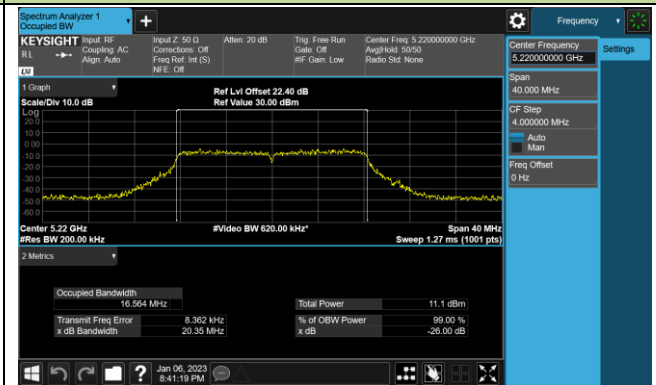 Spectrum Analyzer 1
Occupied BW
Frequency
KEYSIGHT
R L
LXI
Input: RF
Coupling: AC
Align: Auto
Input Z: 50 Ω
Corrections: Off
Freq Ref: Int (S)
NFE: Off
Atten: 20 dB
Trig: Free Run
Gate: Off
#IF Gain: Low
Center Freq: 5.220000000 GHz
Avg|Hold: 50/50
Radio Std: None
Center Frequency
5.220000000 GHz
Settings
Span
40.000 MHz
CF Step
4.000000 MHz
Auto
Man
Freq Offset
0 Hz
1 Graph
Scale/Div 10.0 dB
Ref Lvl Offset 22.40 dB
Ref Value 30.00 dBm
Log
20.0
10.0
0.00
-10.0
-20.0
-30.0
-40.0
-50.0
-60.0
Center 5.22 GHz
#Video BW 620.00 kHz*
Span 40 MHz
#Res BW 200.00 kHz
Sweep 1.27 ms (1001 pts)
2 Metrics
Occupied Bandwidth
16.564 MHz
Total Power 11.1 dBm
Transmit Freq Error 8.362 kHz
% of OBW Power 99.00 %
x dB Bandwidth 20.35 MHz
x dB -26.00 dB
?
Jan 06, 2023
8:41:19 PM